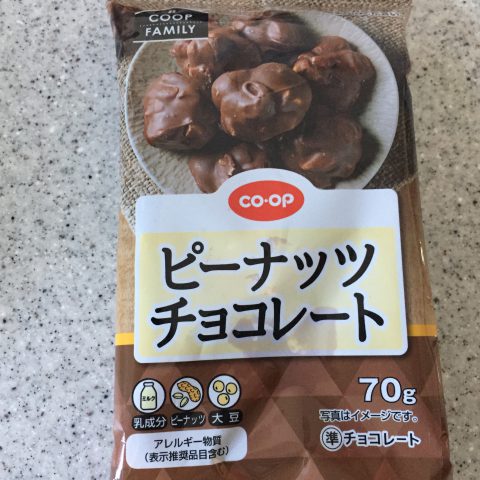 COOP
FAMILY
CO·OP
ピーナッツ
チョコレート
70g
写真はイメージです。
準チョコレート
ミルク
乳成分 ピーナッツ 大豆
アレルギー物質
(表示推奨品目含む)